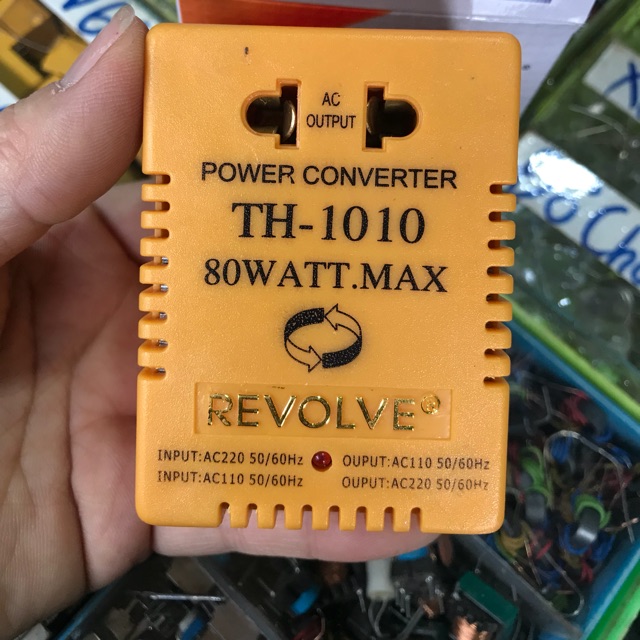 AC
OUTPUT
POWER CONVERTER
TH-1010
80WATT.MAX
REVOLVE®
INPUT:AC220 50/60Hz OUPUT:AC110 50/60Hz
INPUT:AC110 50/60Hz OUPUT:AC220 50/60Hz